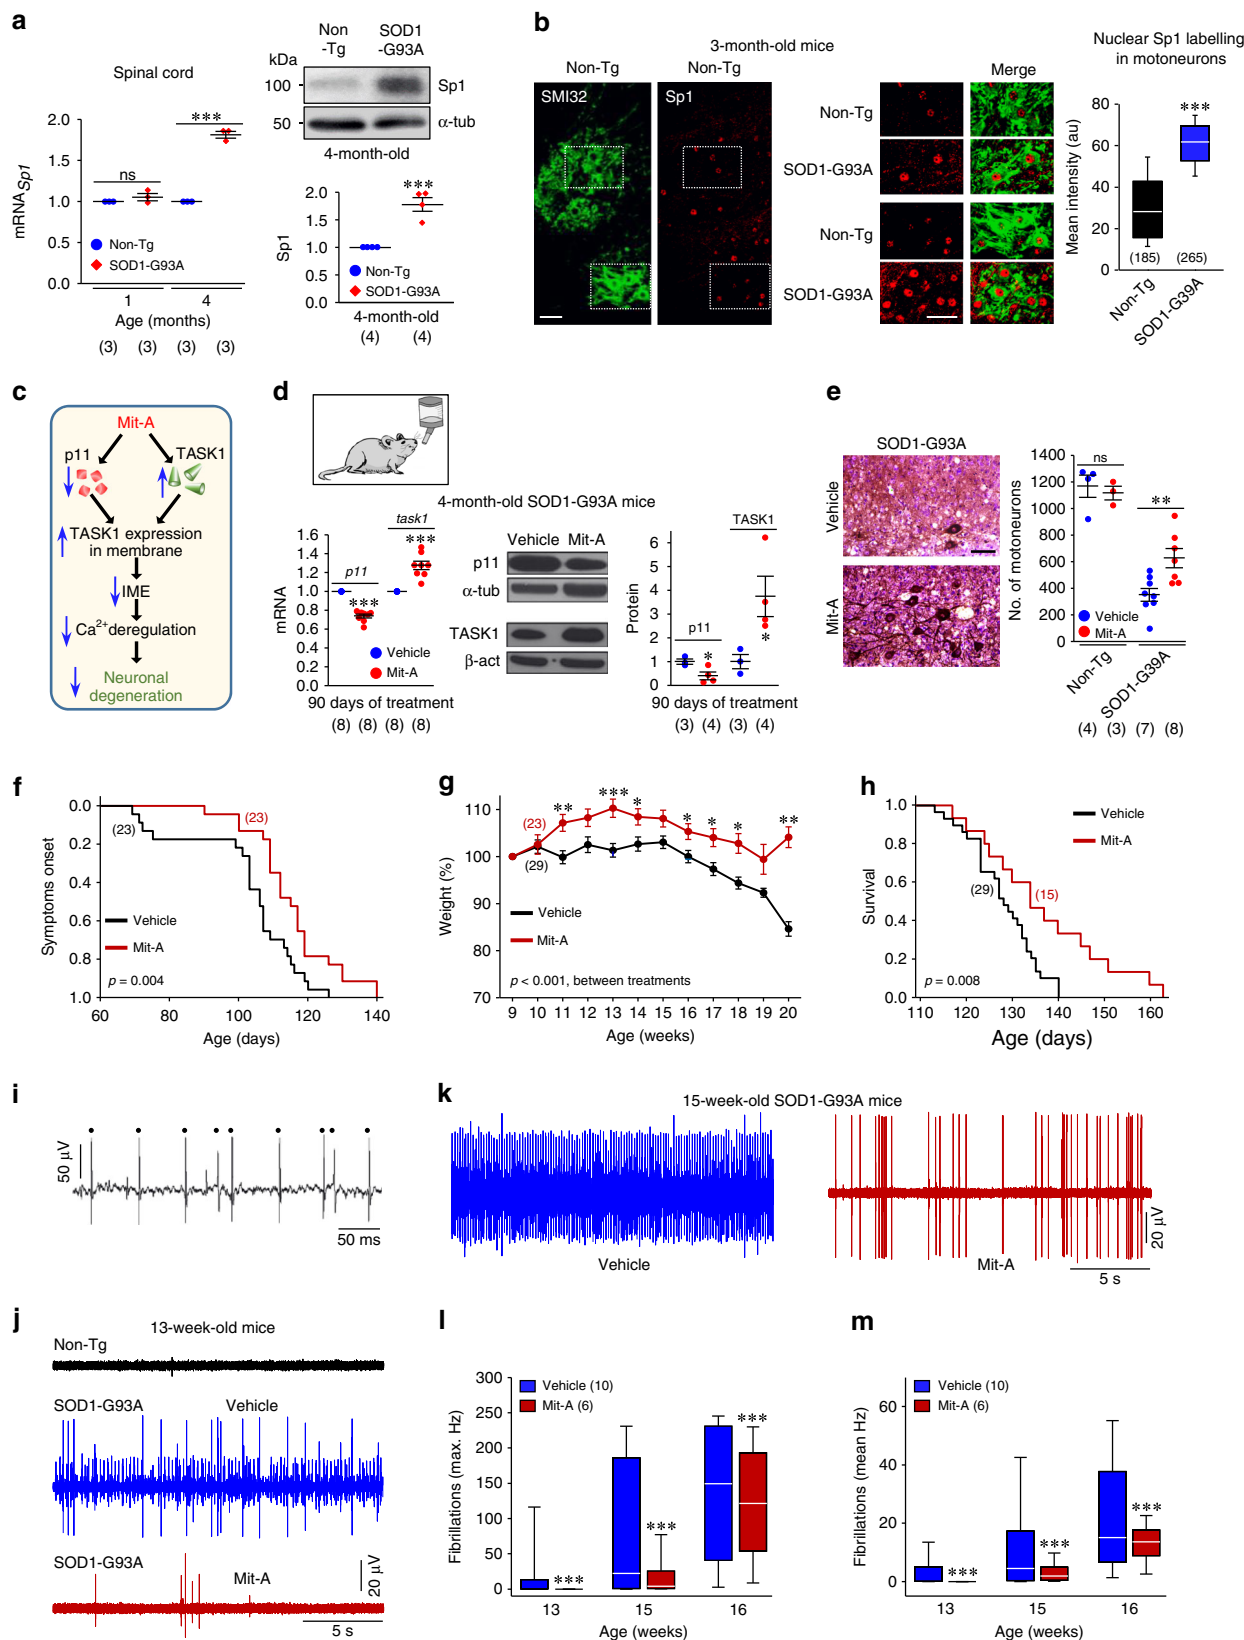 a
Spinal cord
mRNA Sp1
2.0
1.5
1.0
0.5
0.0
ns
***
Non-Tg
SOD1-G93A
1
4
Age (months)
(3) (3) (3) (3)
Non
-Tg
SOD1
-G93A
kDa
100
50
Sp1
α-tub
4-month-old
Sp1
2.0
1.5
1.0
0.5
0.0
***
Non-Tg
SOD1-G93A
4-month-old
(4) (4)
b
3-month-old mice
Non-Tg
Non-Tg
SMI32
Sp1
Merge
Non-Tg
SOD1-G93A
Non-Tg
SOD1-G93A
Nuclear Sp1 labelling
in motoneurons
Mean intensity (au)
80
60
40
20
0
***
(185)
(265)
Non-Tg
SOD1-G39A
c
Mit-A
p11
TASK1
TASK1 expression
in membrane
IME
Ca2+deregulation
Neuronal
degeneration
d
4-month-old SOD1-G93A mice
mRNA
1.6
1.4
1.2
1.0
0.8
0.6
0.4
0.2
0.0
p11
***
task1
***
Vehicle
Mit-A
90 days of treatment
(8) (8) (8) (8)
Vehicle Mit-A
p11
α-tub
TASK1
β-act
Protein
6
5
4
3
2
1
0
p11
*
TASK1
*
90 days of treatment
(3) (4) (3) (4)
e
SOD1-G93A
Vehicle
Mit-A
No. of motoneurons
1400
1200
1000
800
600
400
200
0
ns
**
Vehicle
Mit-A
Non-Tg
SOD1-G39A
(4) (3) (7) (8)
f
Symptoms onset
0.0
0.2
0.4
0.6
0.8
1.0
(23)
(23)
Vehicle
Mit-A
p = 0.004
60 80 100 120 140
Age (days)
g
Weight (%)
110
100
90
80
70
(23)
(29)
** *** * * * * **
Vehicle
Mit-A
p < 0.001, between treatments
9 10 11 12 13 14 15 16 17 18 19 20
Age (weeks)
h
Survival
1.0
0.8
0.6
0.4
0.2
0.0
Vehicle
Mit-A
(29)
(15)
p = 0.008
110 120 130 140 150 160
Age (days)
i
50 µV
50 ms
k
15-week-old SOD1-G93A mice
Vehicle
Mit-A
20 µV
5 s
j
13-week-old mice
Non-Tg
SOD1-G93A
Vehicle
SOD1-G93A
Mit-A
20 µV
5 s
l
Fibrillations (max. Hz)
300
250
200
150
100
50
0
Vehicle (10)
Mit-A (6)
***
***
***
13 15 16
Age (weeks)
m
Fibrillations (mean Hz)
60
40
20
0
Vehicle (10)
Mit-A (6)
***
***
***
13 15 16
Age (weeks)